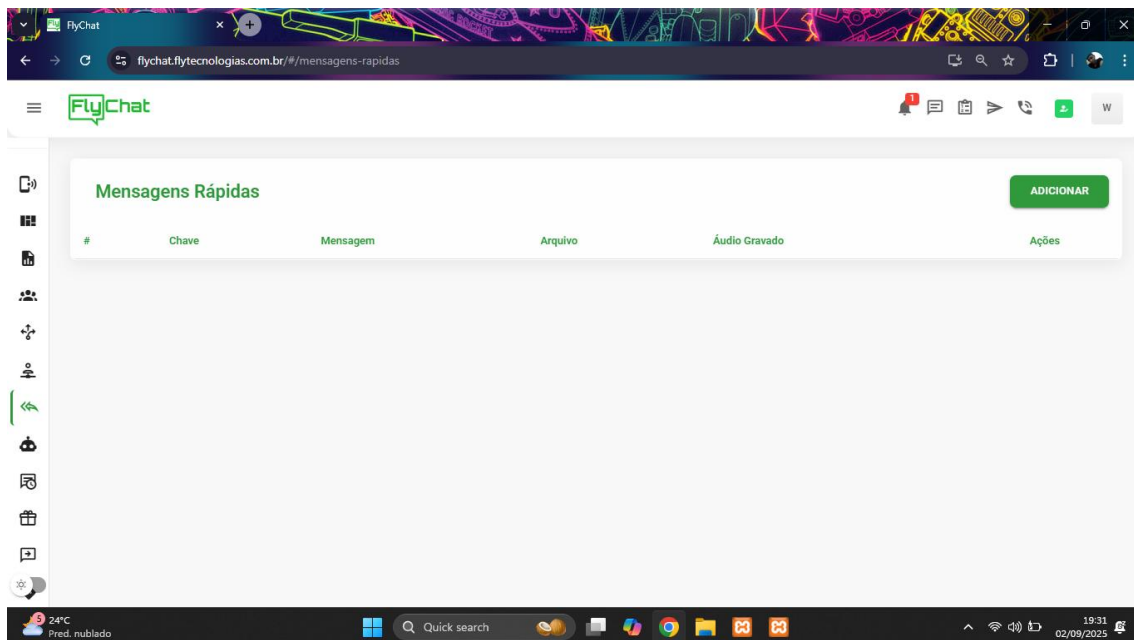 FlyChat
flychat.flytecnologias.com.br/#/mensagens-rapidas
FlyChat
1
W
Mensagens Rápidas
ADICIONAR
# Chave Mensagem Arquivo Áudio Gravado Ações
5
24°C
Pred. nublado
Quick search
19:31
02/09/2025